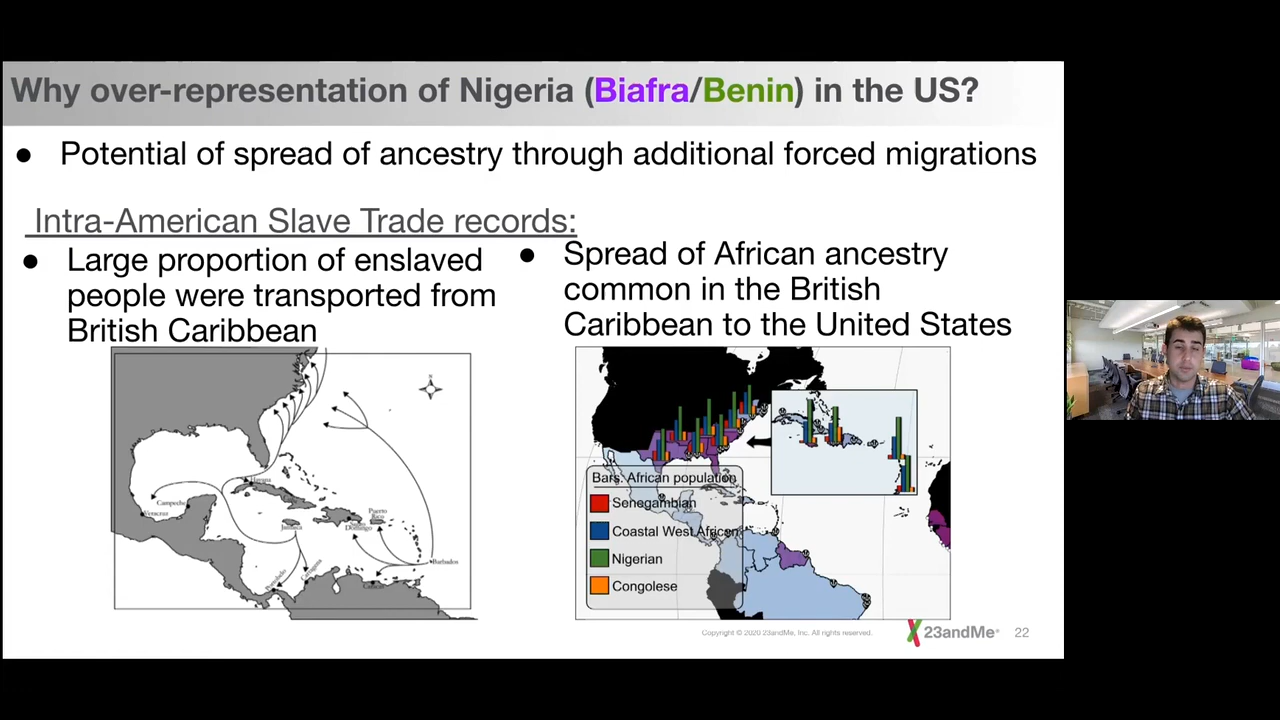 Why over-representation of Nigeria (Biafra/Benin) in the US?
● Potential of spread of ancestry through additional forced migrations
Intra-American Slave Trade records:
● Large proportion of enslaved
people were transported from
British Caribbean
● Spread of African ancestry
common in the British
Caribbean to the United States
Havana
Campeche
Veracruz
Jamaica
Domingo
Puerto
Rico
Barbados
Bars: African population
Senegambian
Coastal West African
Nigerian
Congolese
Copyright © 2020 23andMe, Inc. All rights reserved.
23andMe®
22